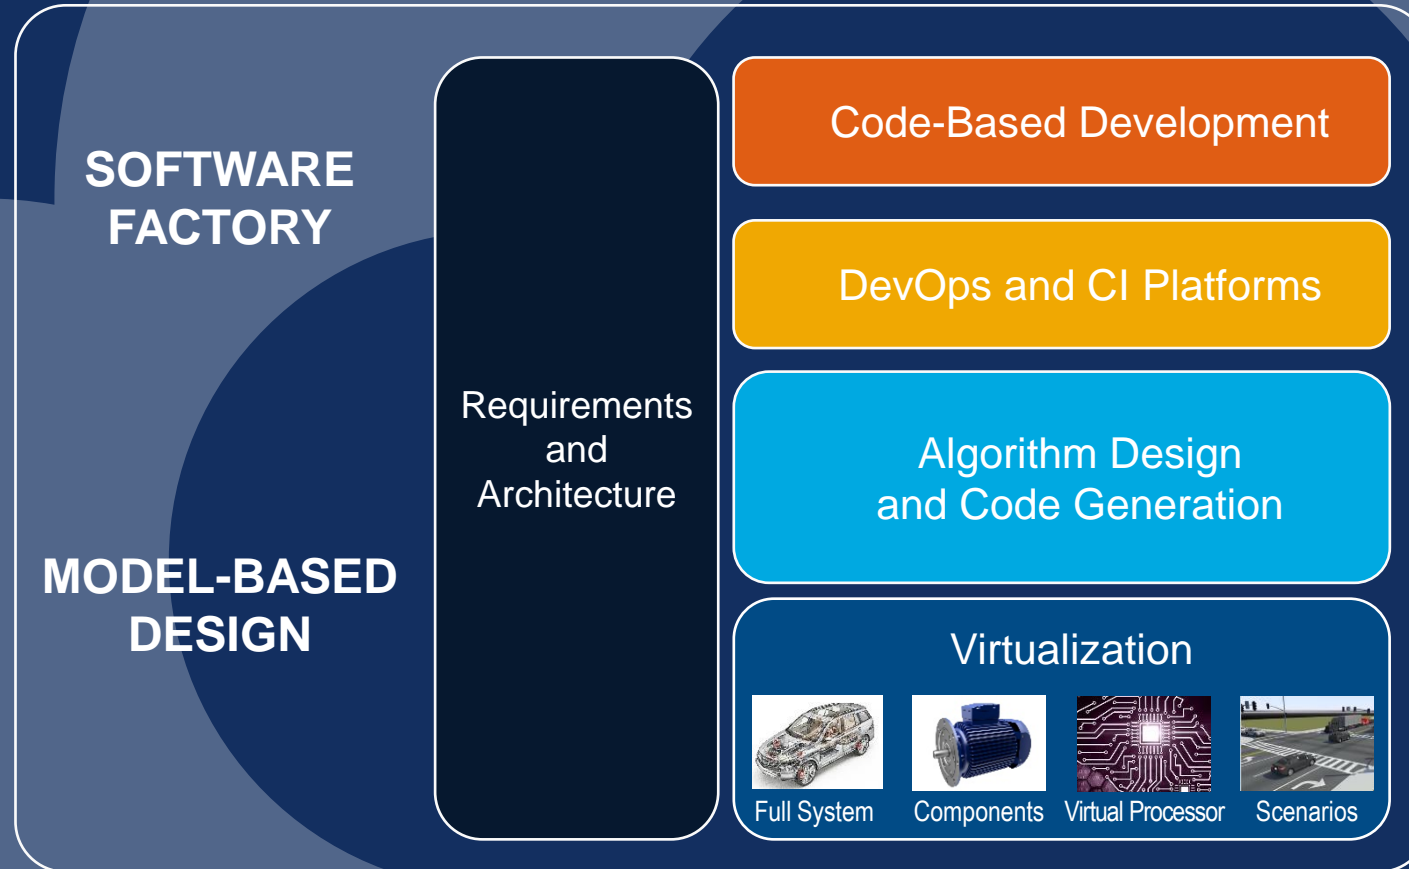 SOFTWARE
FACTORY
MODEL-BASED
DESIGN
Requirements
and
Architecture
Code-Based Development
DevOps and CI Platforms
Algorithm Design
and Code Generation
Virtualization
Full System
Components
Virtual Processor
Scenarios